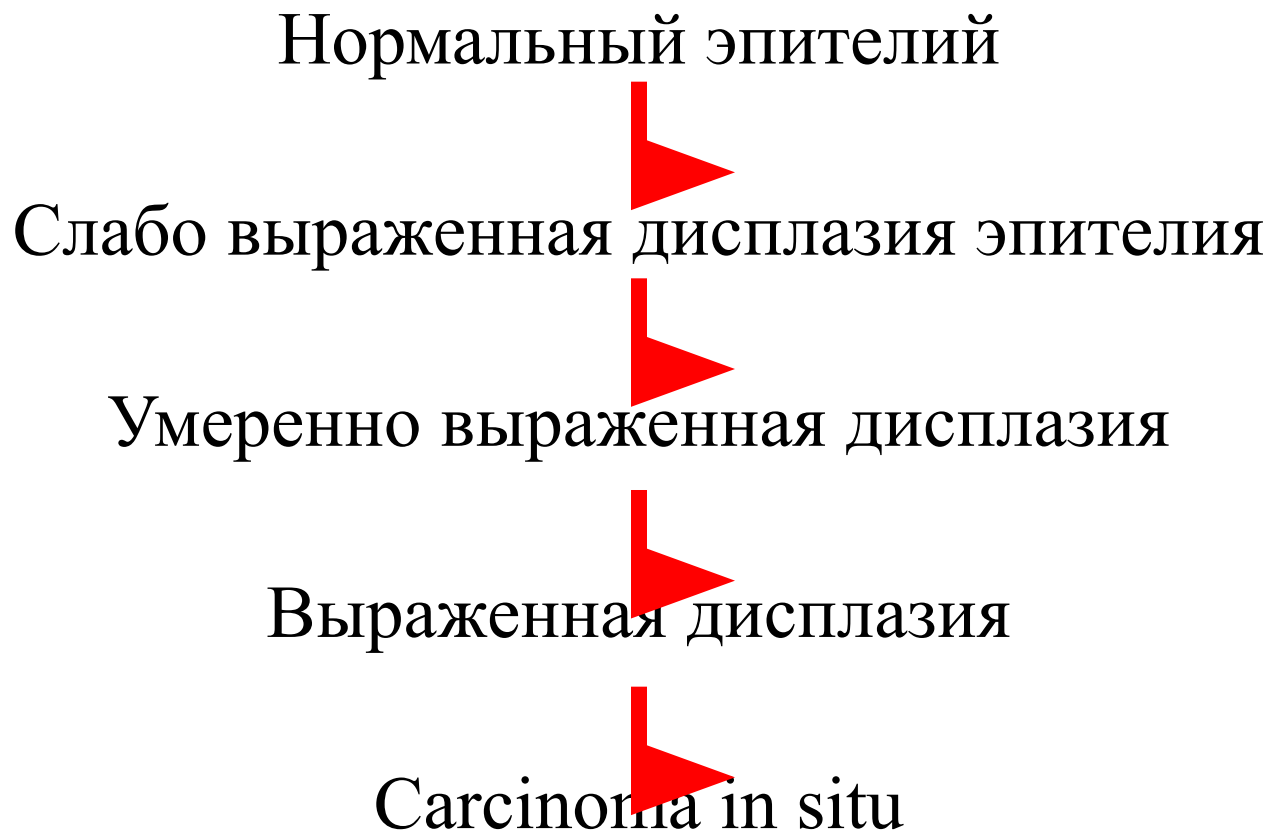 Нормальный эпителий
Слабо выраженная дисплазия эпителия
Умеренно выраженная дисплазия
Выраженная дисплазия
Carcinoma in situ